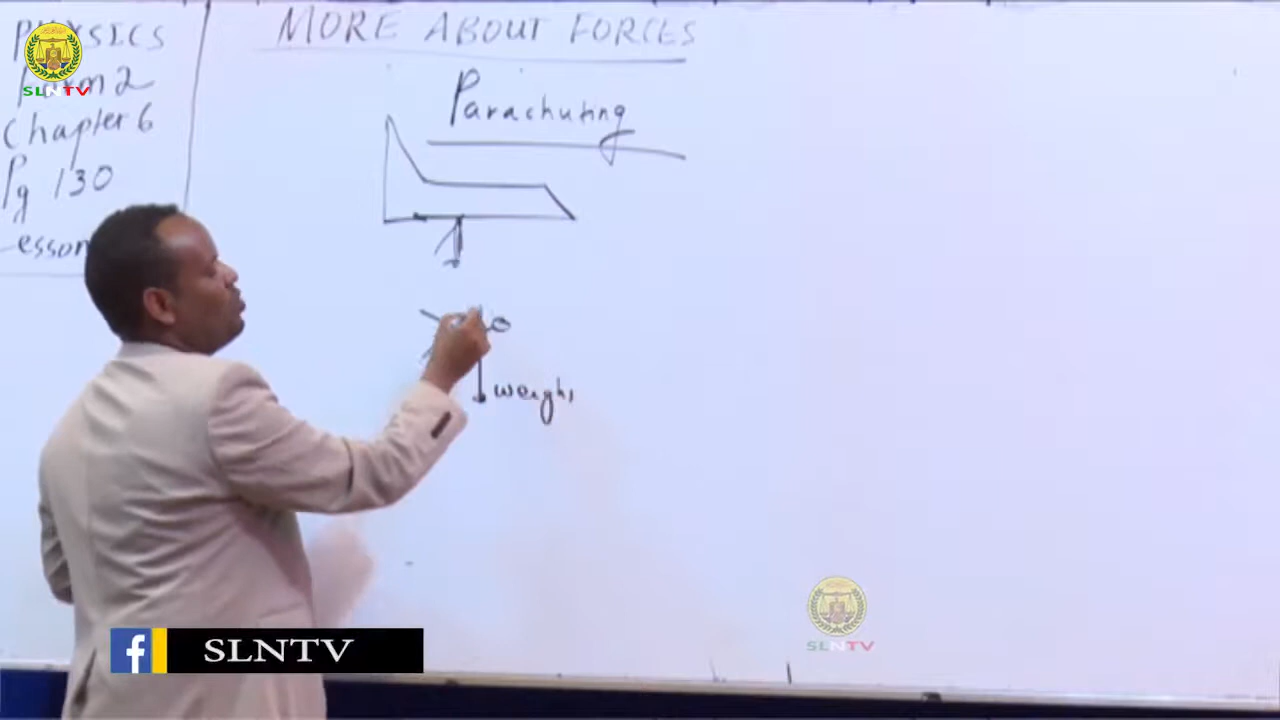 PHYSICS
Form 2
Chapter 6
Pg 130
Lesson
MORE ABOUT FORCES
Parachuting
weight
SLNTV
SLNTV
f SLNTV